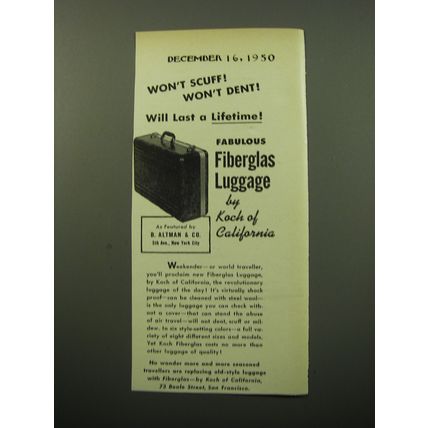 DECEMBER 16, 1950
WON'T SCUFF!
WON'T DENT!
Will Last a Lifetime!
FABULOUS
Fiberglas
Luggage
by
Koch of
California
As Featured by
B. ALTMAN & CO.
5th Ave., New York City
Weekender—or world traveller,
you'll proclaim new Fiberglas Luggage,
by Koch of California, the revolutionary
luggage of the day! It's virtually shock
proof—can be cleaned with steel wool—
is the only luggage you can check with-
out a cover—that can stand the abuse
of air travel—will not dent, scuff or mil-
dew. In six style-setting colors—a full va-
riety of eight different sizes and models.
Yet Koch Fiberglas costs no more than
other luggage of quality!
No wonder more and more seasoned
travellers are replacing old-style luggage
with Fiberglas—by Koch of California,
72 Beale Street, San Francisco.